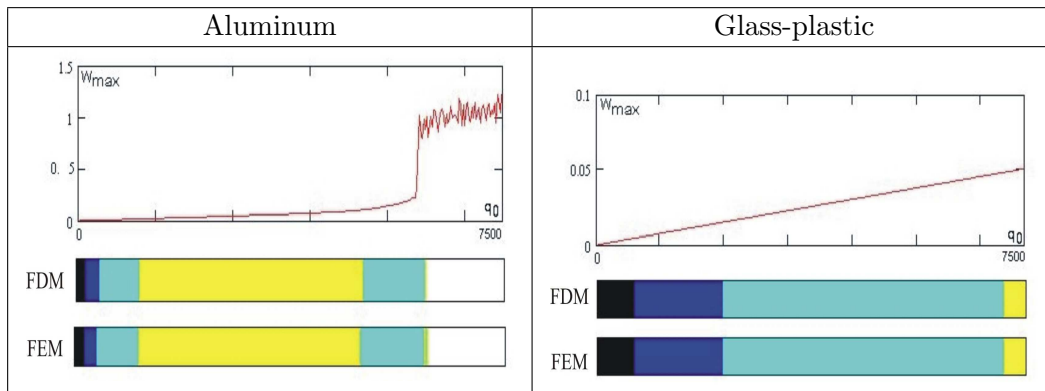 Aluminum
Glass-plastic
1.5
Wmax
1
0. 5
0
q0
0
7500
FDM
FEM
0.1
Wmax
0.05
0
q0
0
7500
FDM
FEM